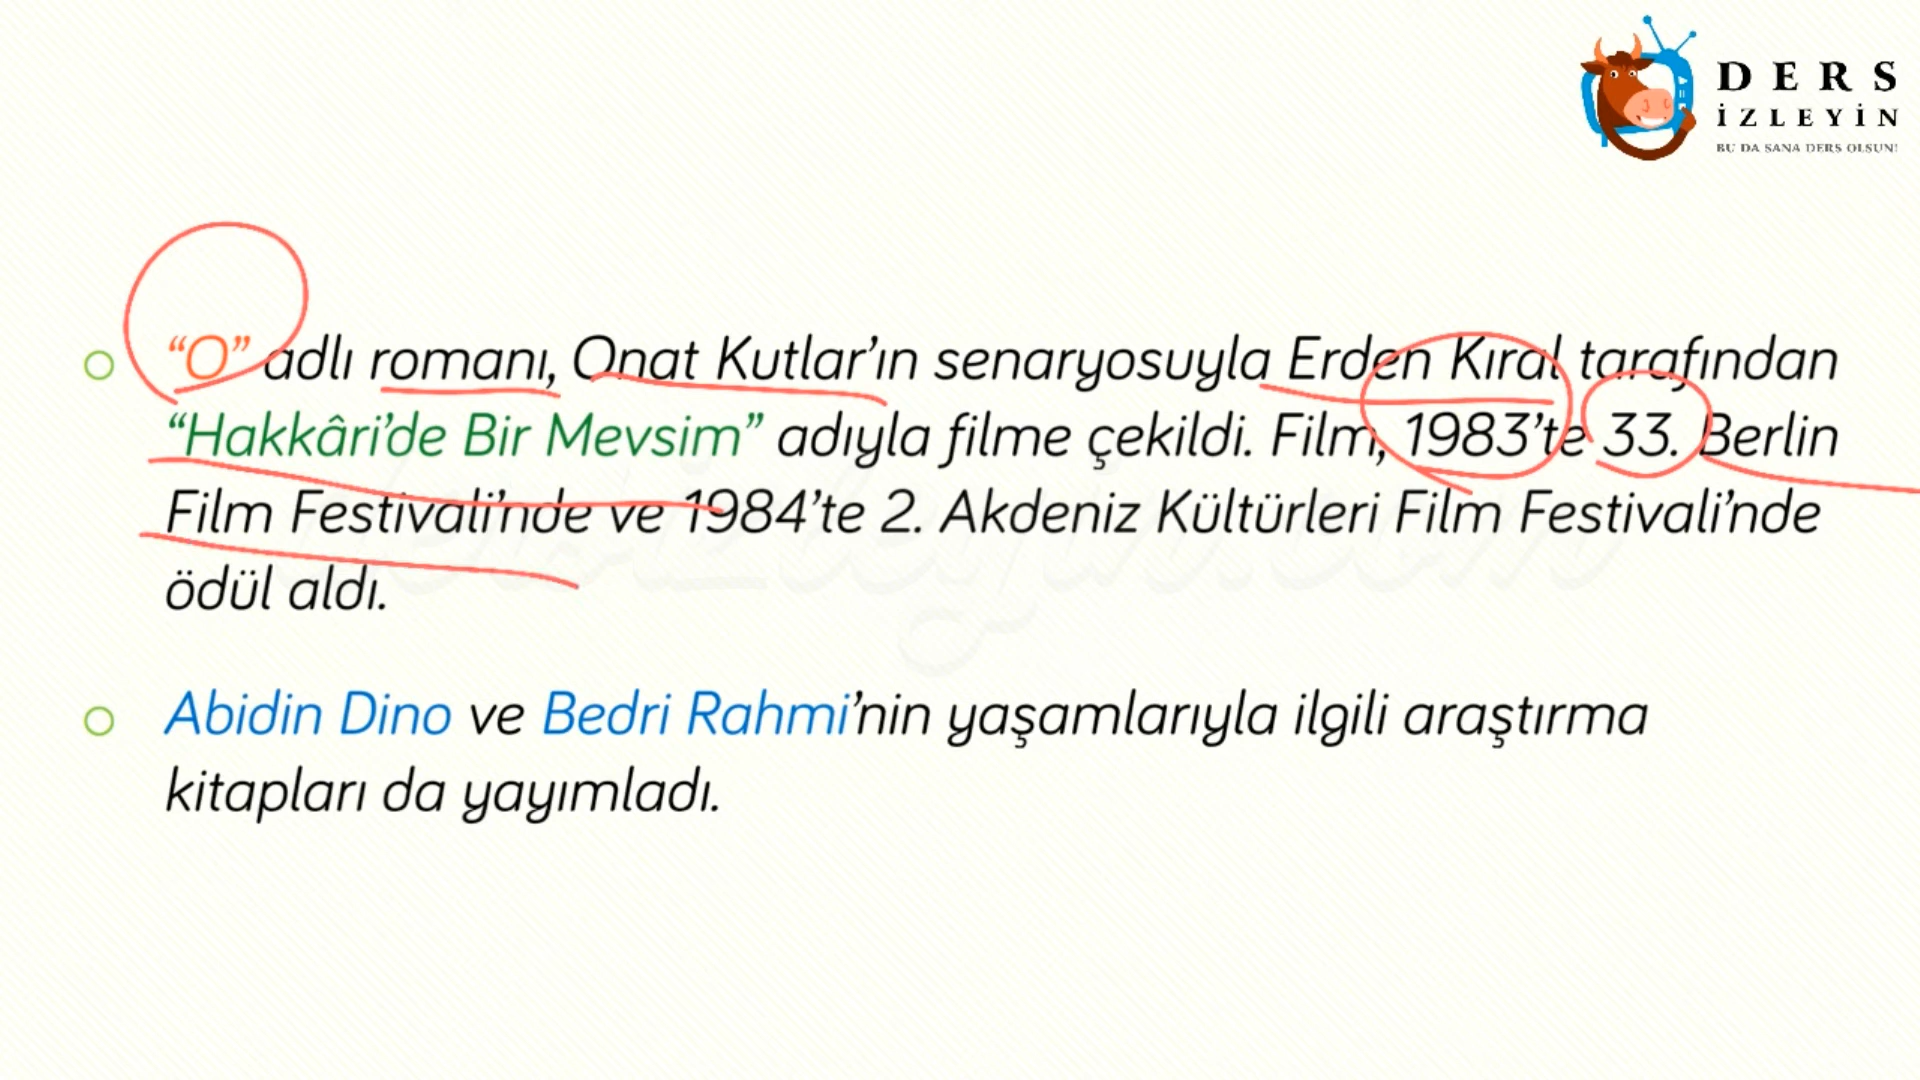 DERS
İZLEYİN
BU DA SANA DERS OLSUN!
“O” adlı romanı, Onat Kutlar’ın senaryosuyla Erden Kıral tarafından
“Hakkâri’de Bir Mevsim” adıyla filme çekildi. Film, 1983’te 33. Berlin
Film Festivali’nde ve 1984’te 2. Akdeniz Kültürleri Film Festivali’nde
ödül aldı.
Abidin Dino ve Bedri Rahmi’nin yaşamlarıyla ilgili araştırma
kitapları da yayımladı.